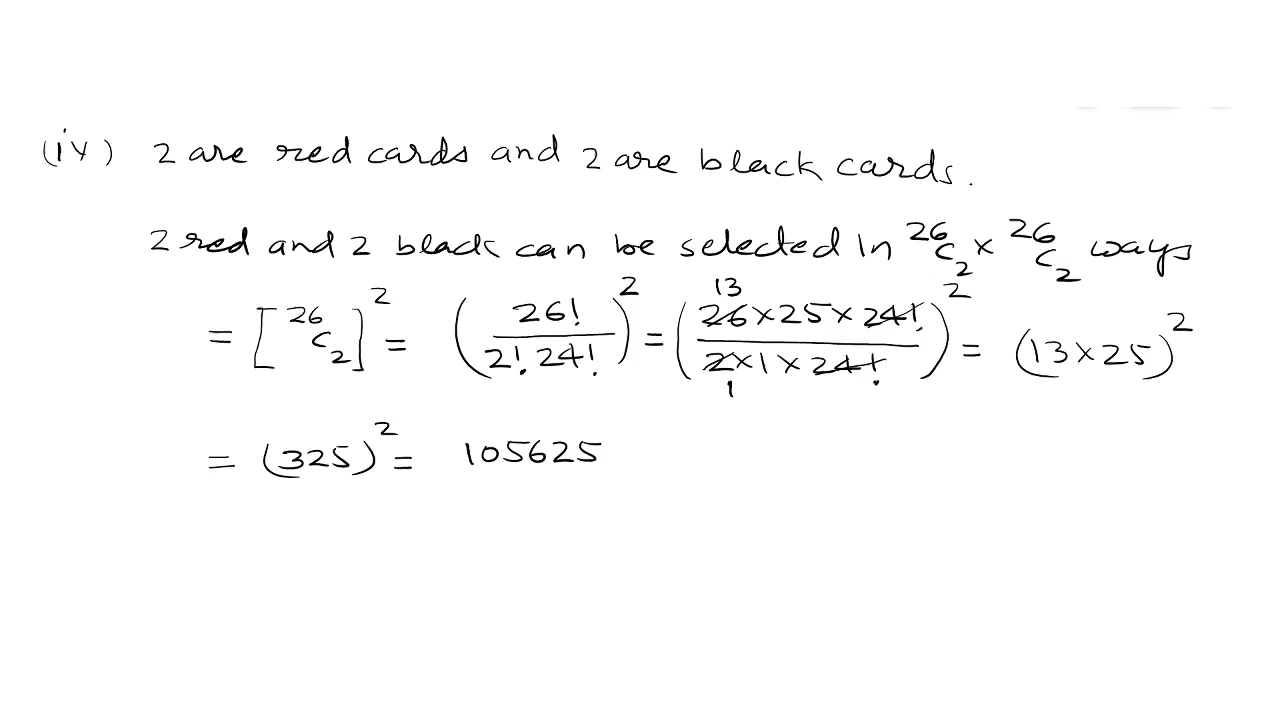 (iv) 2 are red cards and 2 are black cards.
2 red and 2 black can be selected in ²⁶C₂ × ²⁶C₂ ways
= [²⁶C₂]² = (26! / 2! 24!)² = (26 × 25 × 24! / 2 × 1 × 24!)² = (13 × 25)²
13
1
= (325)² = 105625